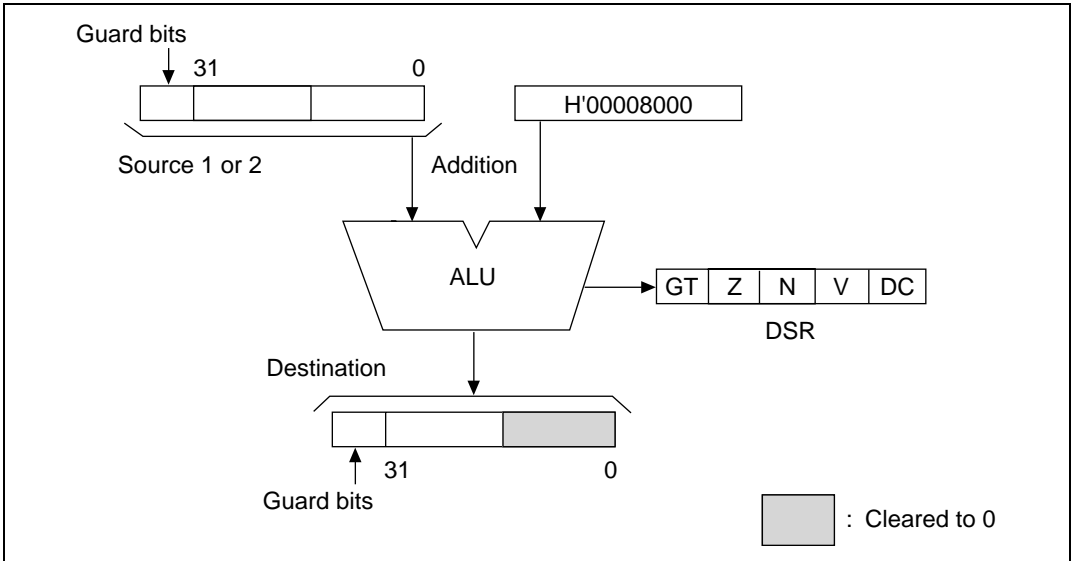 Guard bits
31 0
H'00008000
Source 1 or 2
Addition
ALU
GT Z N V DC
DSR
Destination
31 0
Guard bits
: Cleared to 0